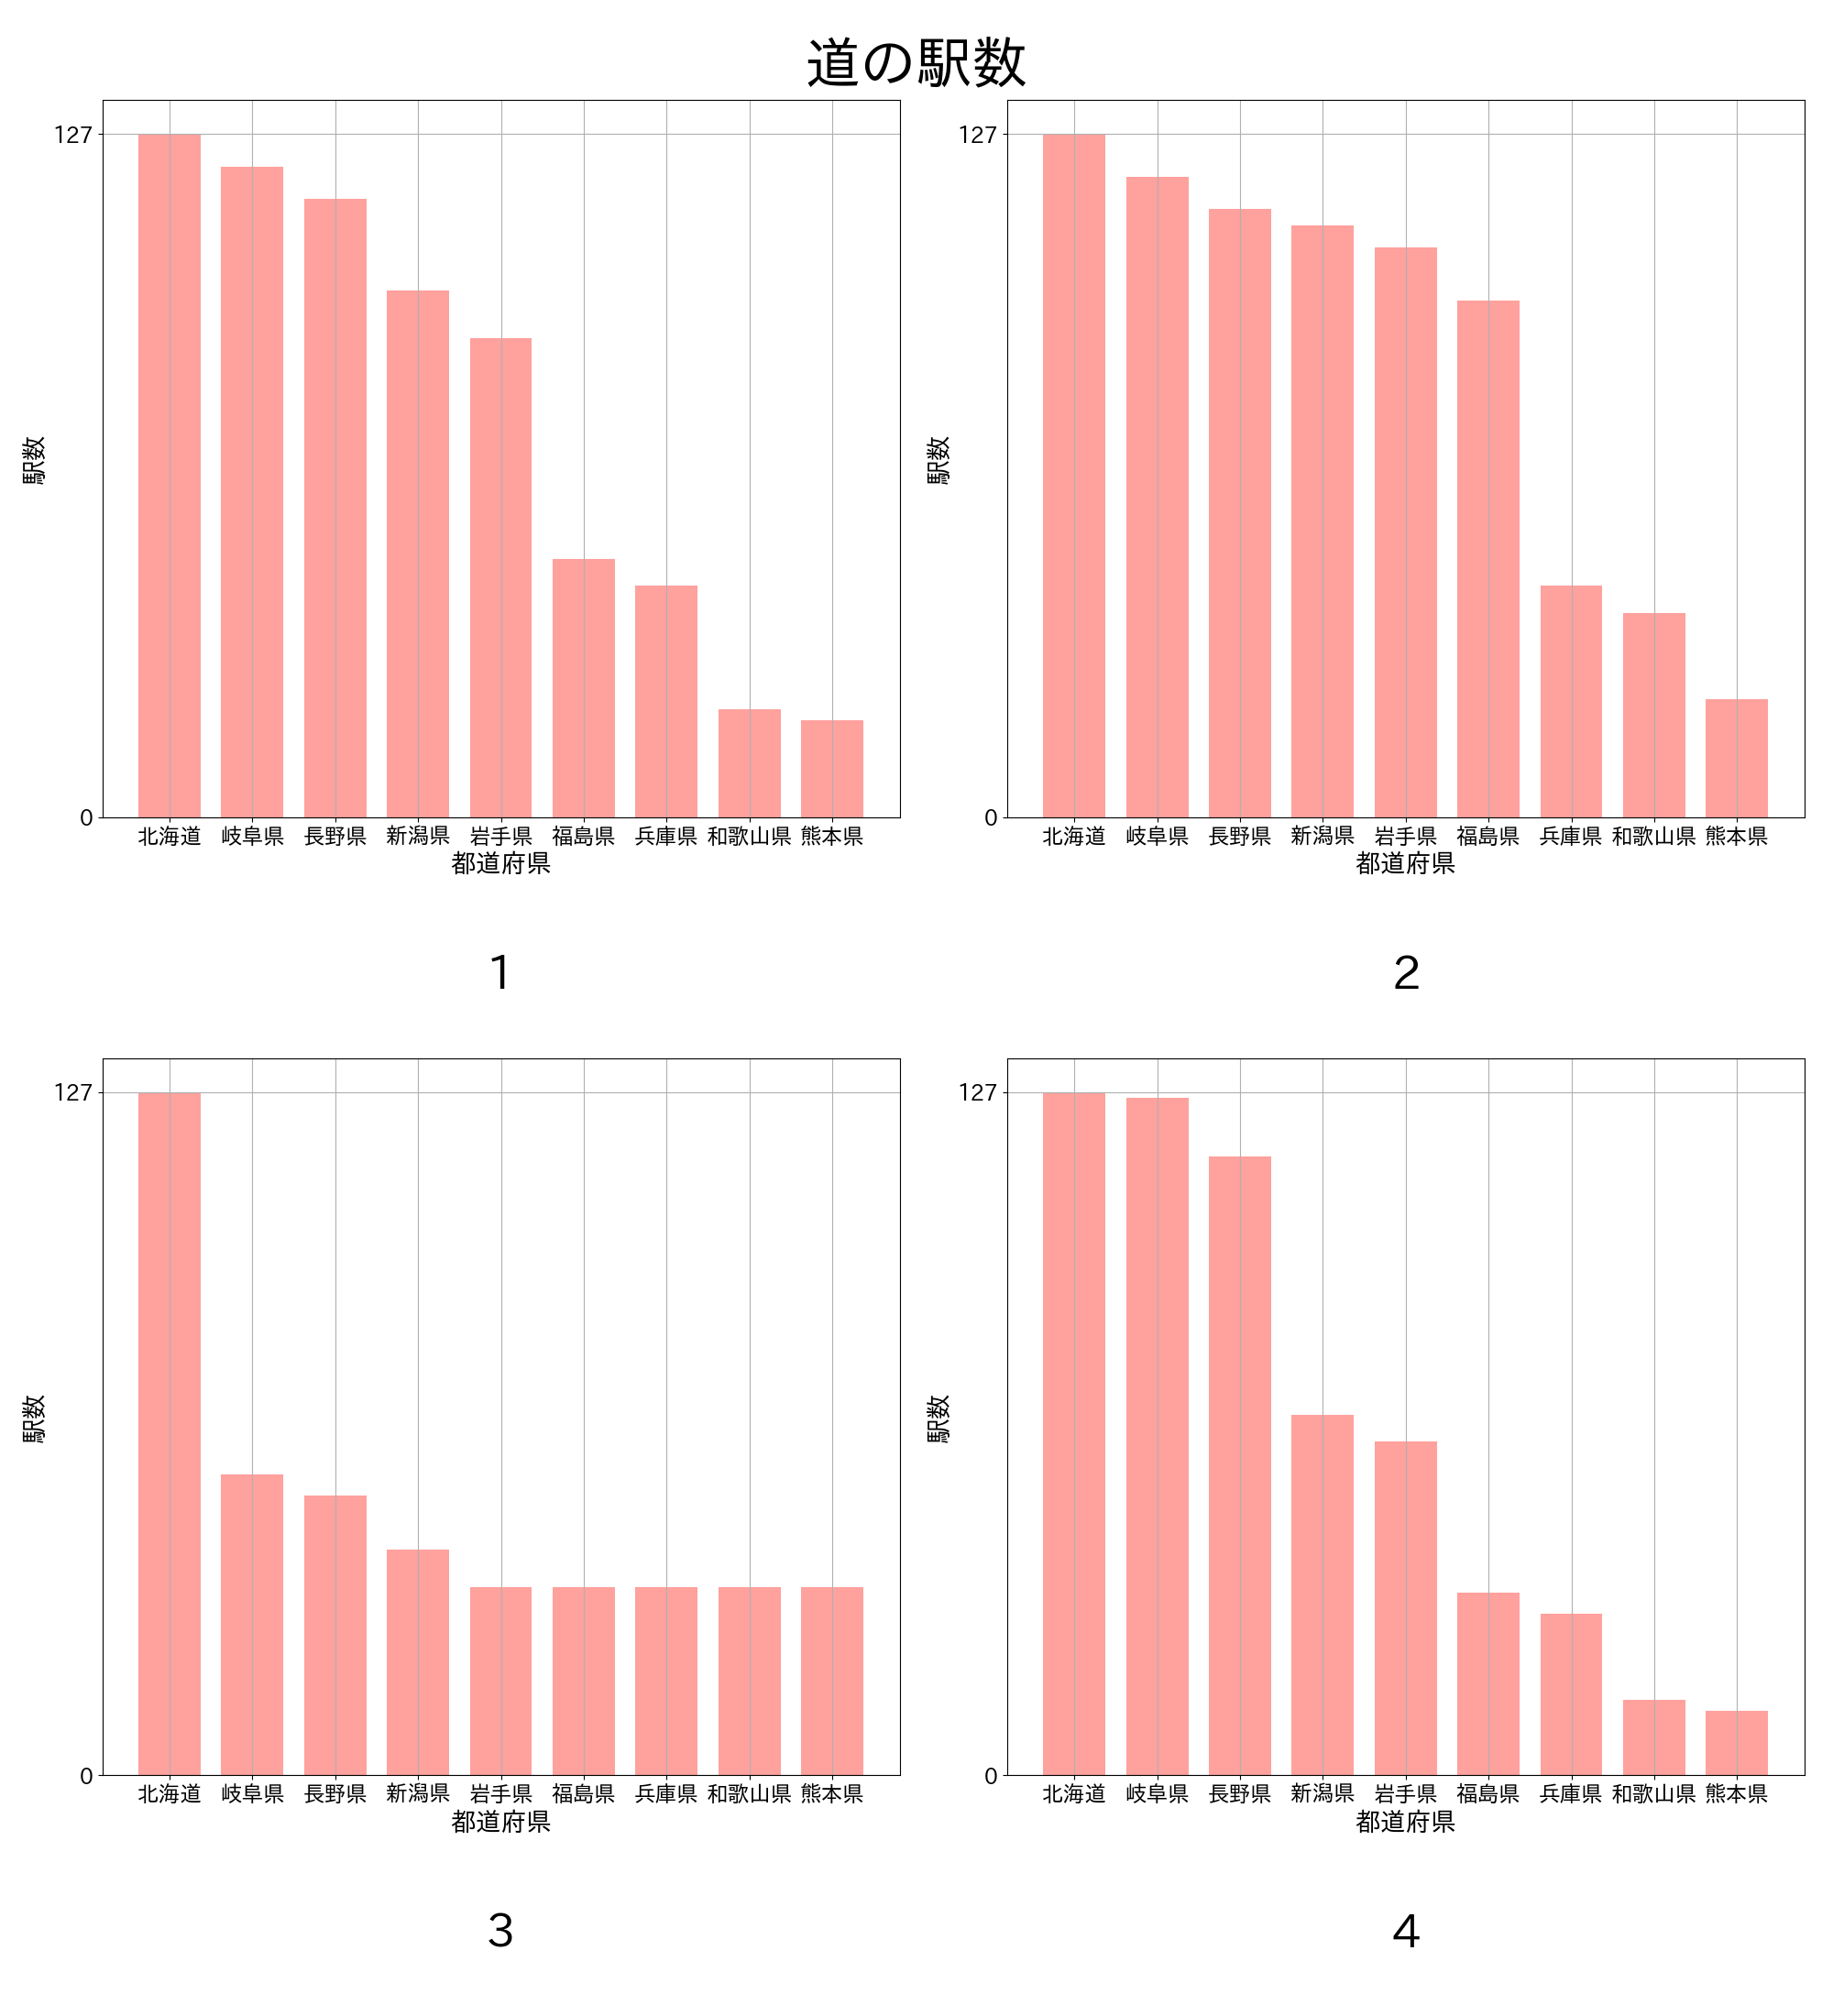 道の駅数
127
0
駅数
北海道 岐阜県 長野県 新潟県 岩手県 福島県 兵庫県 和歌山県 熊本県
都道府県
1
127
0
駅数
北海道 岐阜県 長野県 新潟県 岩手県 福島県 兵庫県 和歌山県 熊本県
都道府県
2
127
0
駅数
北海道 岐阜県 長野県 新潟県 岩手県 福島県 兵庫県 和歌山県 熊本県
都道府県
3
127
0
駅数
北海道 岐阜県 長野県 新潟県 岩手県 福島県 兵庫県 和歌山県 熊本県
都道府県
4